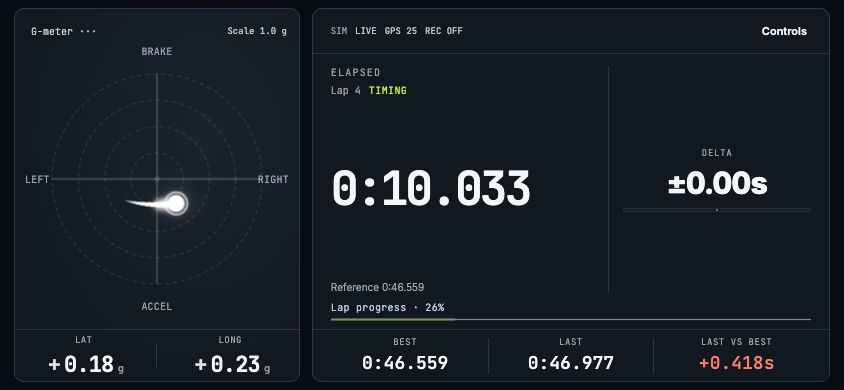 G-meter ···
Scale 1.0 g
BRAKE
LEFT
RIGHT
ACCEL
LAT
+0.18 g
LONG
+0.23 g
SIM LIVE GPS 25 REC OFF
Controls
ELAPSED
Lap 4 TIMING
0:10.033
DELTA
±0.00s
Reference 0:46.559
Lap progress · 26%
BEST
0:46.559
LAST
0:46.977
LAST VS BEST
+0.418s